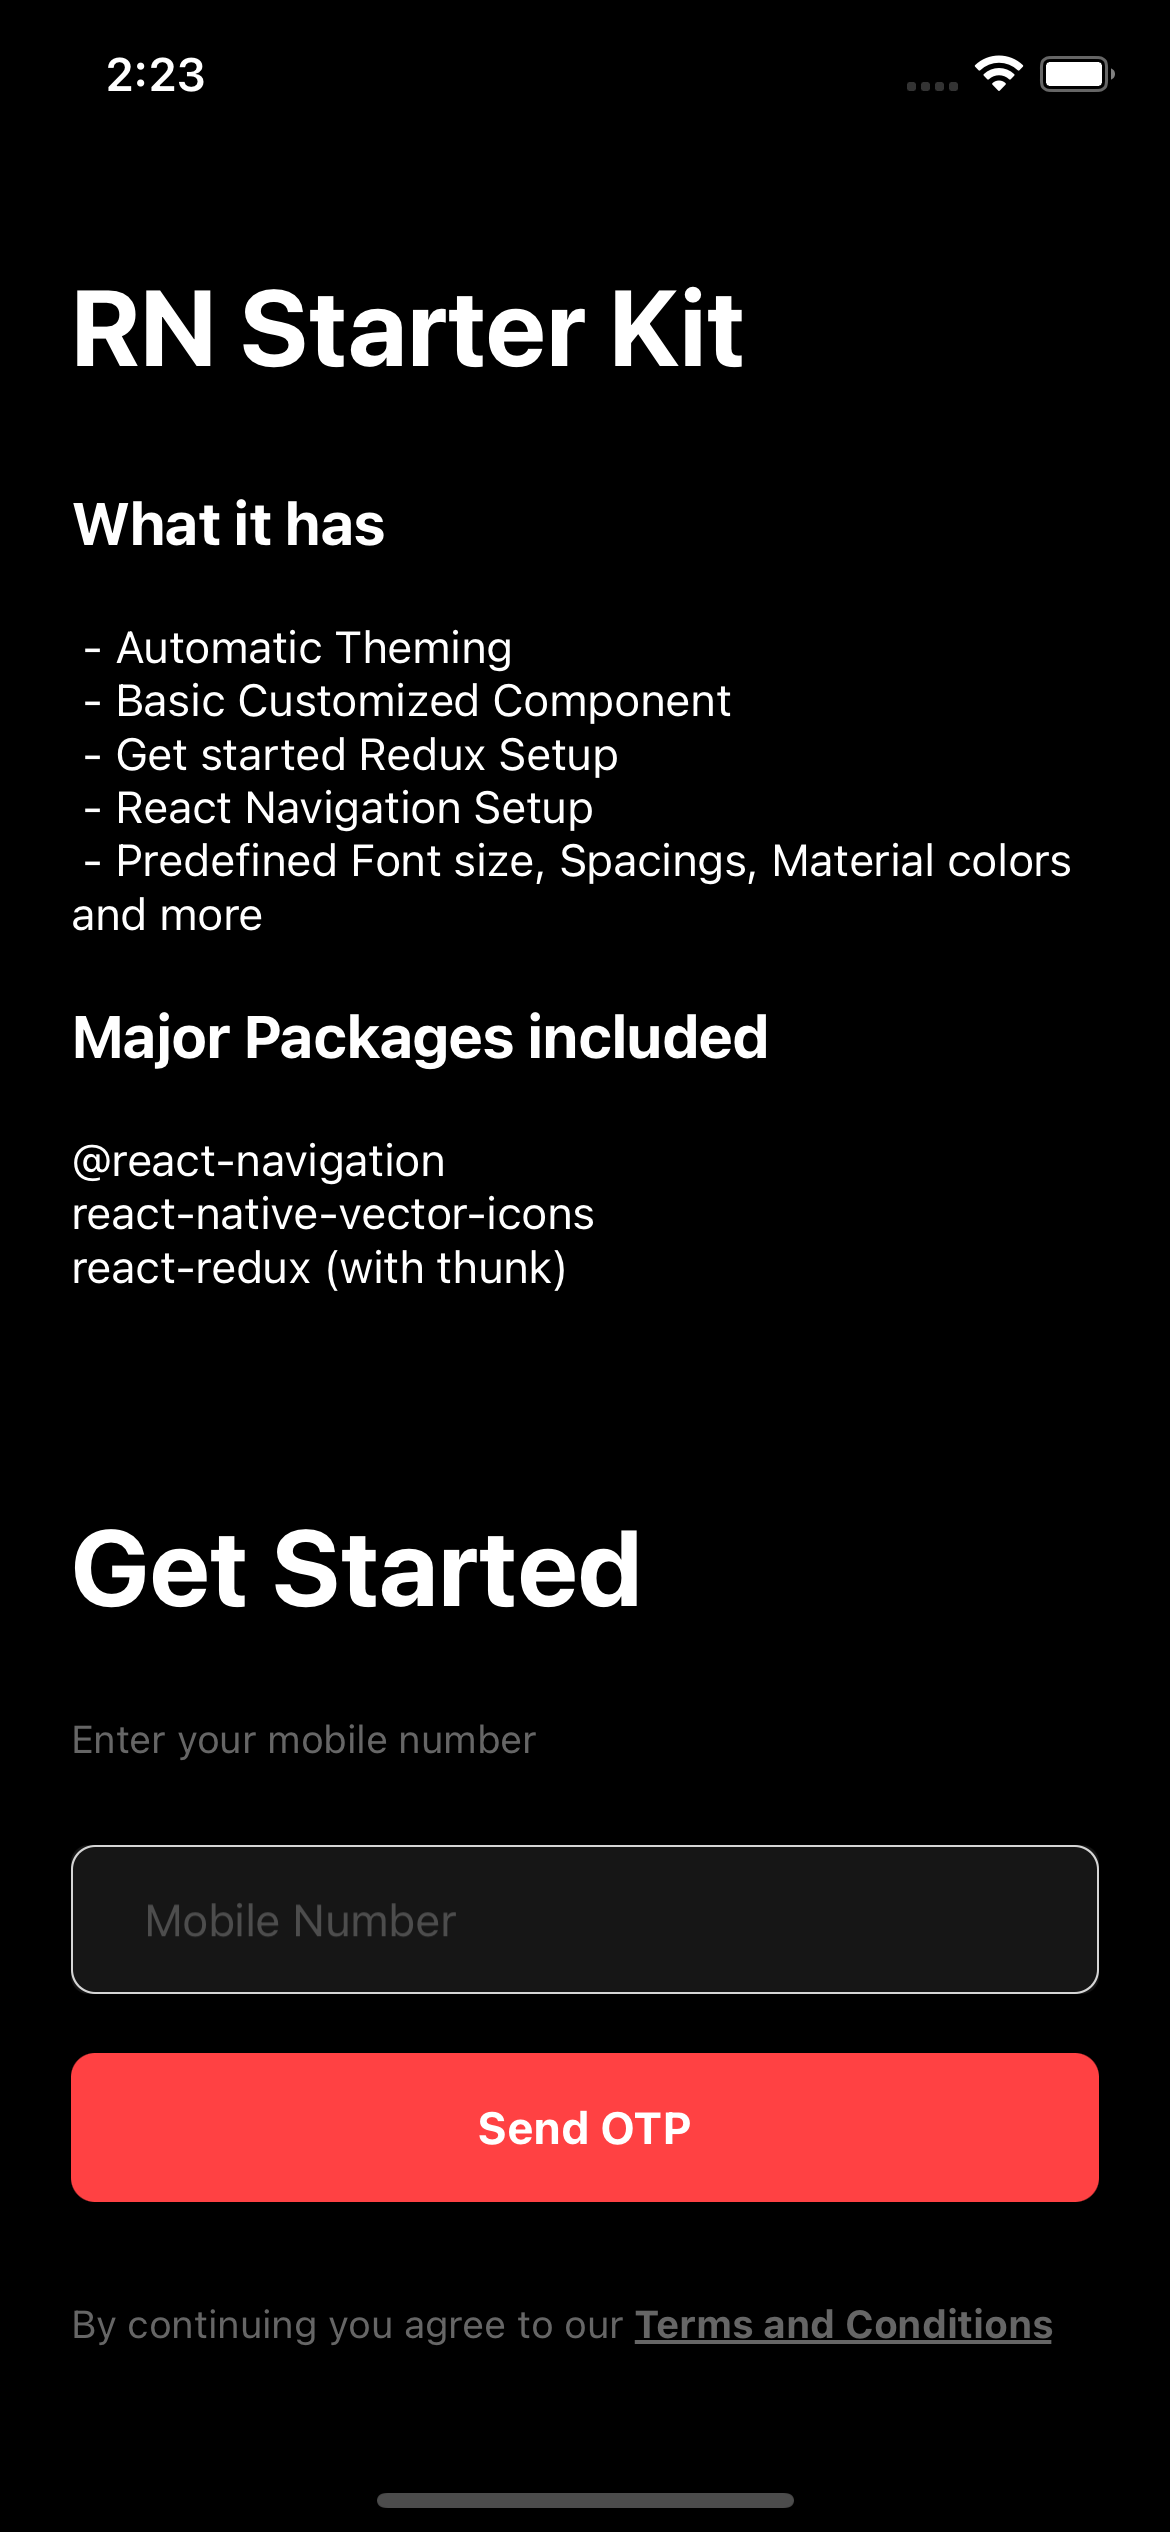 2:23
RN Starter Kit
What it has
- Automatic Theming
- Basic Customized Component
- Get started Redux Setup
- React Navigation Setup
- Predefined Font size, Spacings, Material colors
and more
Major Packages included
@react-navigation
react-native-vector-icons
react-redux (with thunk)
Get Started
Enter your mobile number
Mobile Number
Send OTP
By continuing you agree to our Terms and Conditions